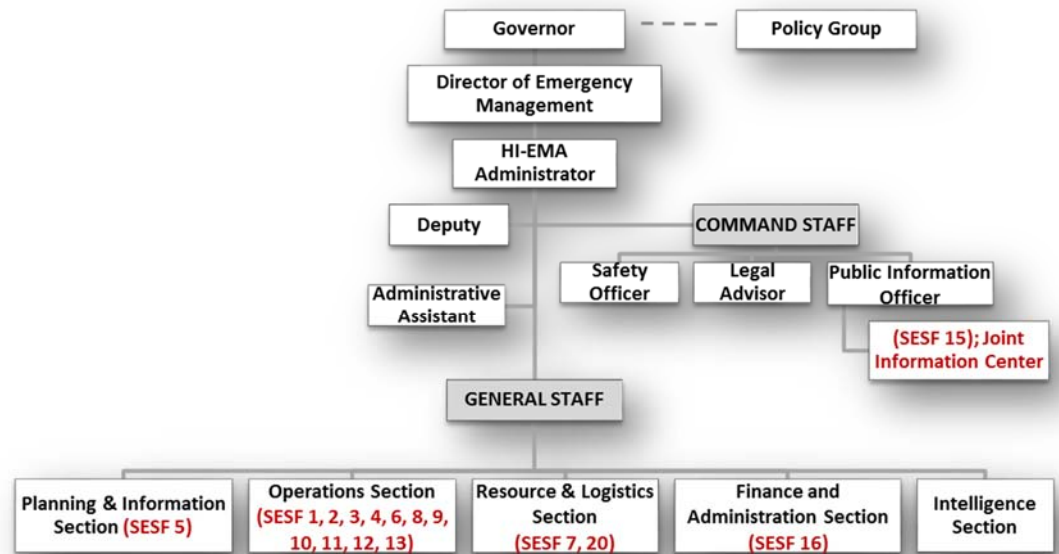 Governor
Policy Group
Director of Emergency
Management
HI-EMA
Administrator
Deputy
COMMAND STAFF
Safety
Officer
Legal
Advisor
Public Information
Officer
Administrative
Assistant
(SESF 15); Joint
Information Center
GENERAL STAFF
Planning & Information
Section (SESF 5)
Operations Section
(SESF 1, 2, 3, 4, 6, 8, 9,
10, 11, 12, 13)
Resource & Logistics
Section
(SESF 7, 20)
Finance and
Administration Section
(SESF 16)
Intelligence
Section